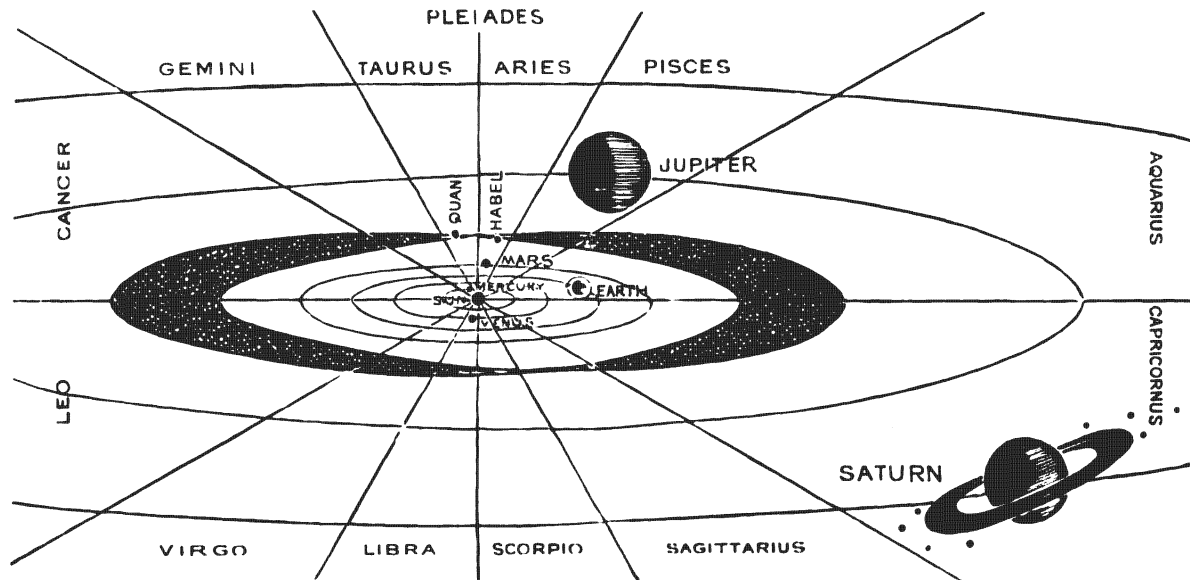 PLEIADES
GEMINI
TAURUS
ARIES
PISCES
CANCER
JUPITER
AQUARIUS
QUAN
HABEL
MARS
MERCURY
SUN
EARTH
VENUS
LEO
CAPRICORNUS
SATURN
VIRGO
LIBRA
SCORPIO
SAGITTARIUS